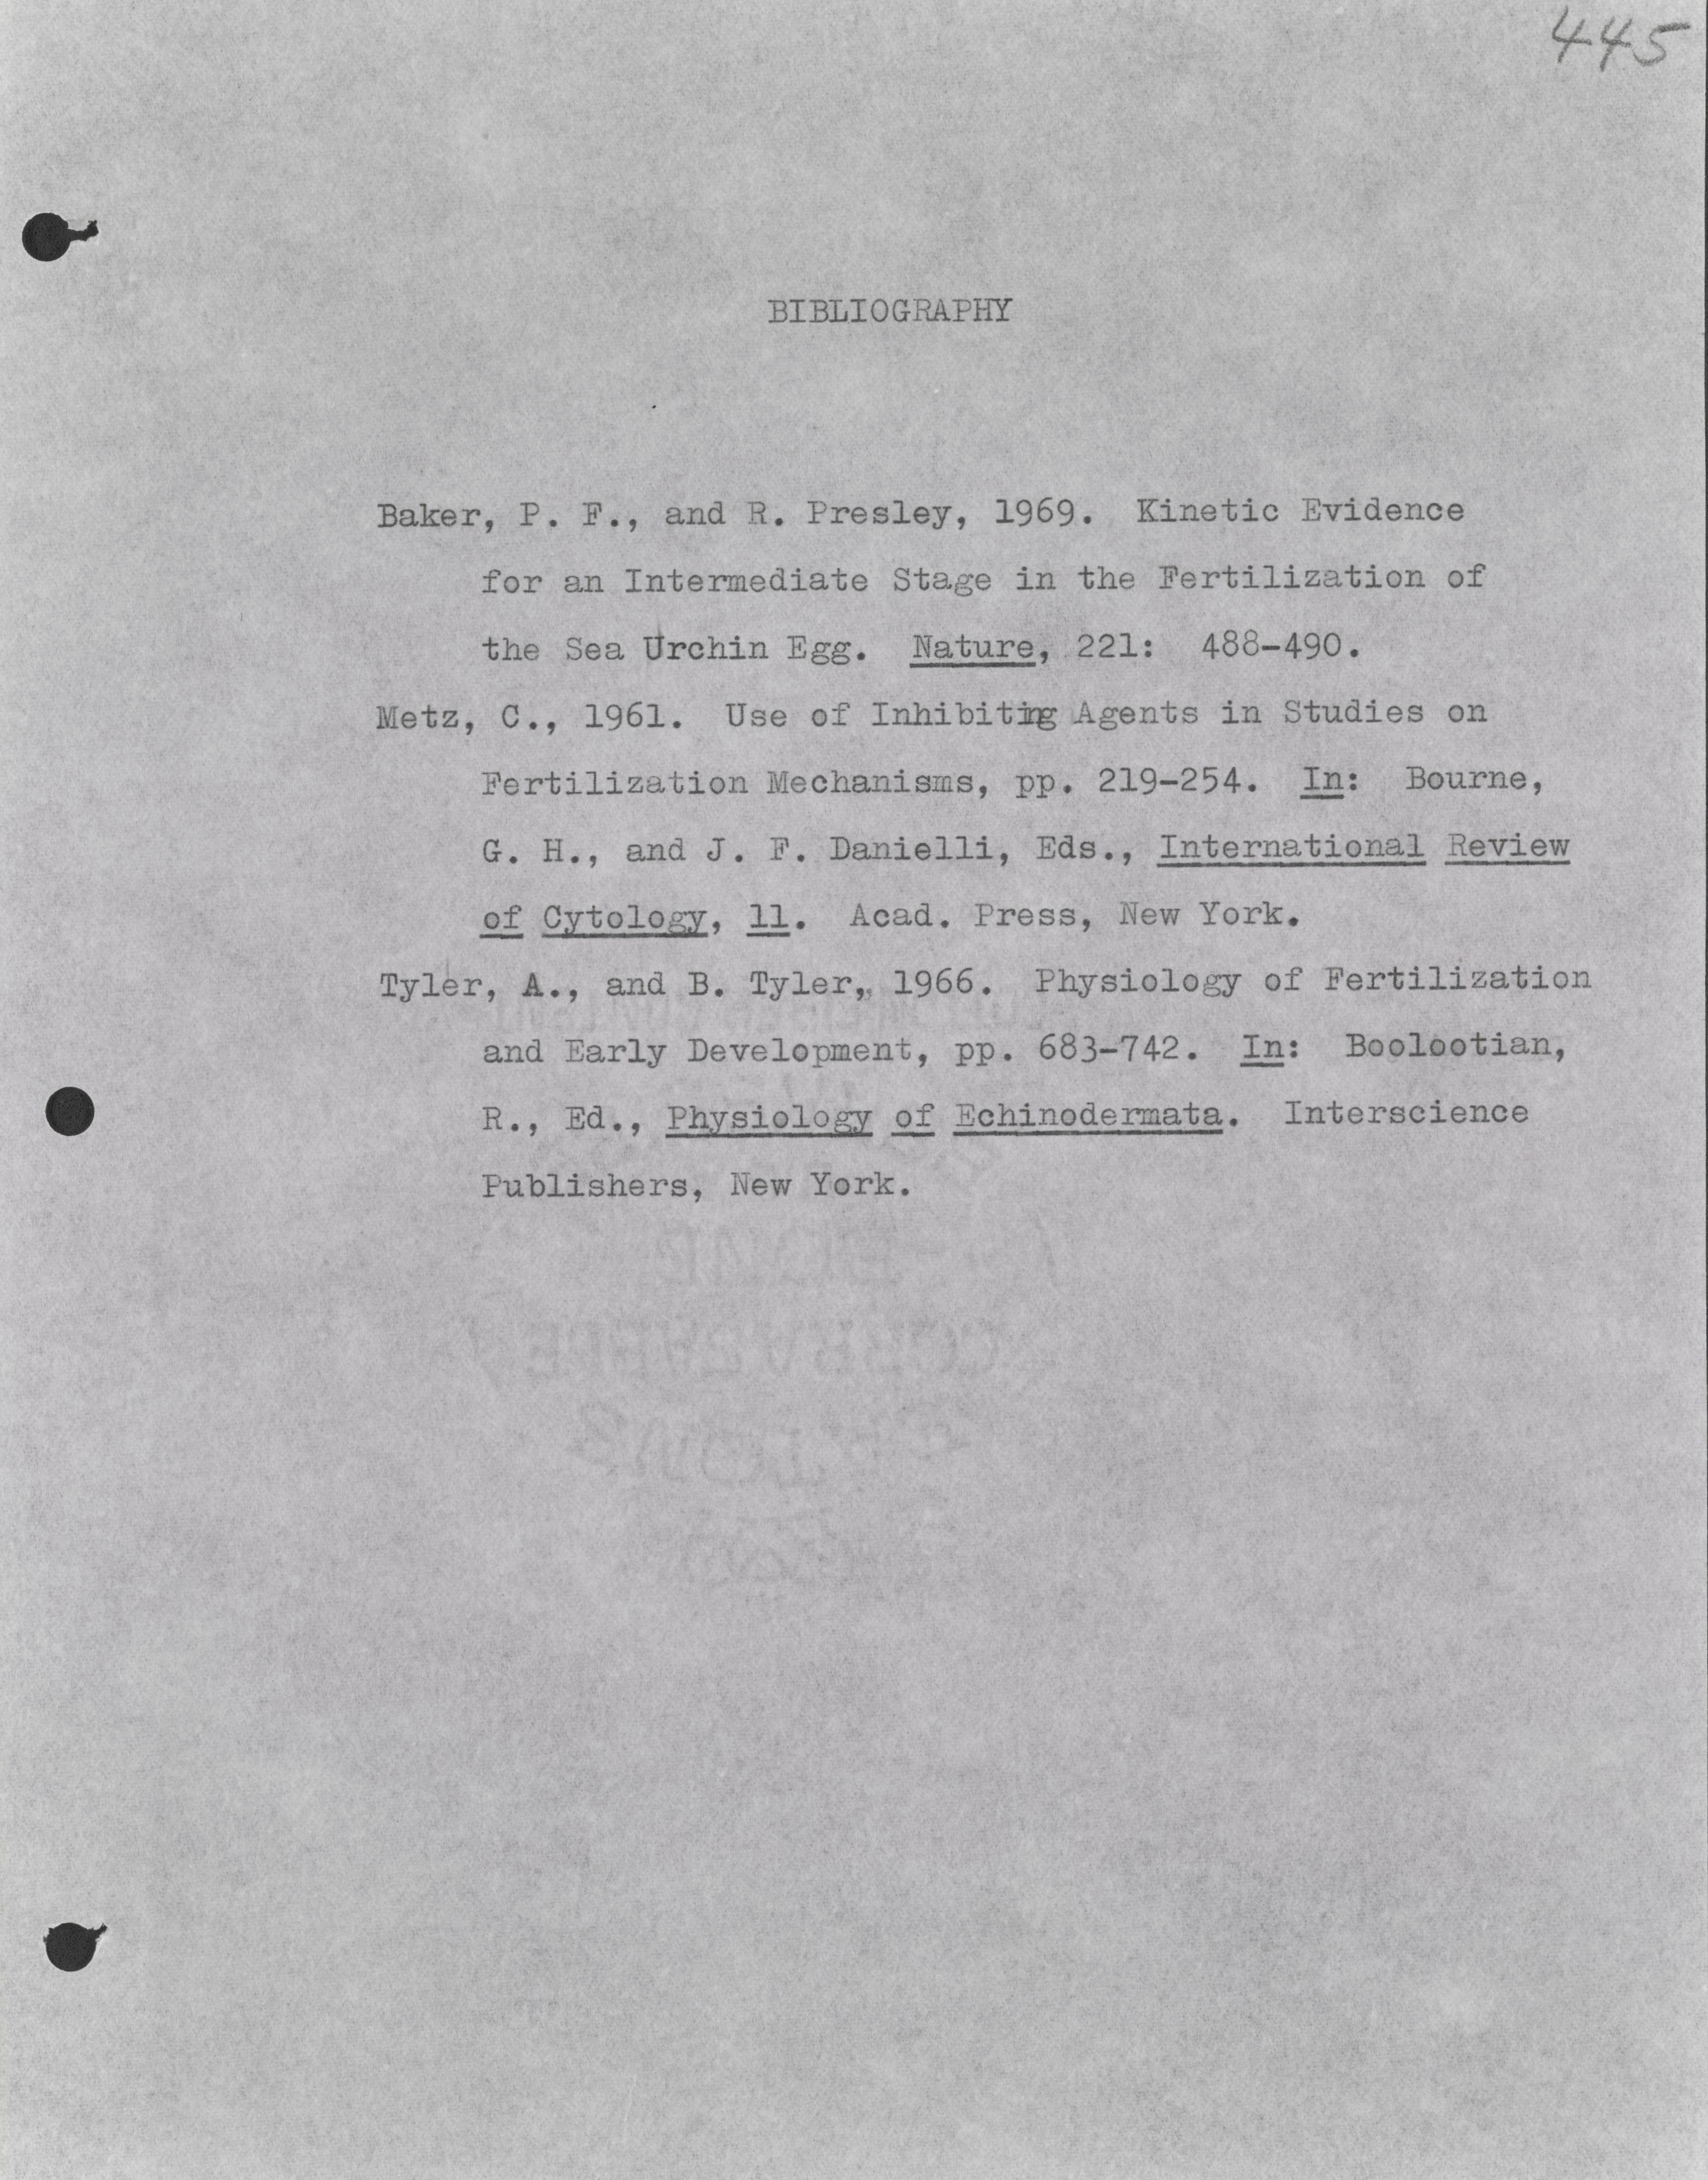 445
BIBLIOGRAPHY
Baker, P. F., and R. Presley, 1969. Kinetic Evidence
for an Intermediate Stage in the Fertilization of
the Sea Urchin Egg. Nature, 221: 488-490.
Metz, C., 1961. Use of Inhibiting Agents in Studies on
Fertilization Mechanisms, pp. 219-254. In: Bourne,
G. H., and J. F. Danielli, Eds., International Review
of Cytology, 11. Acad. Press, New York.
Tyler, A., and B. Tyler, 1966. Physiology of Fertilization
and Early Development, pp. 683-742. In: Boolootian,
R., Ed., Physiology of Echinodermata. Interscience
Publishers, New York.